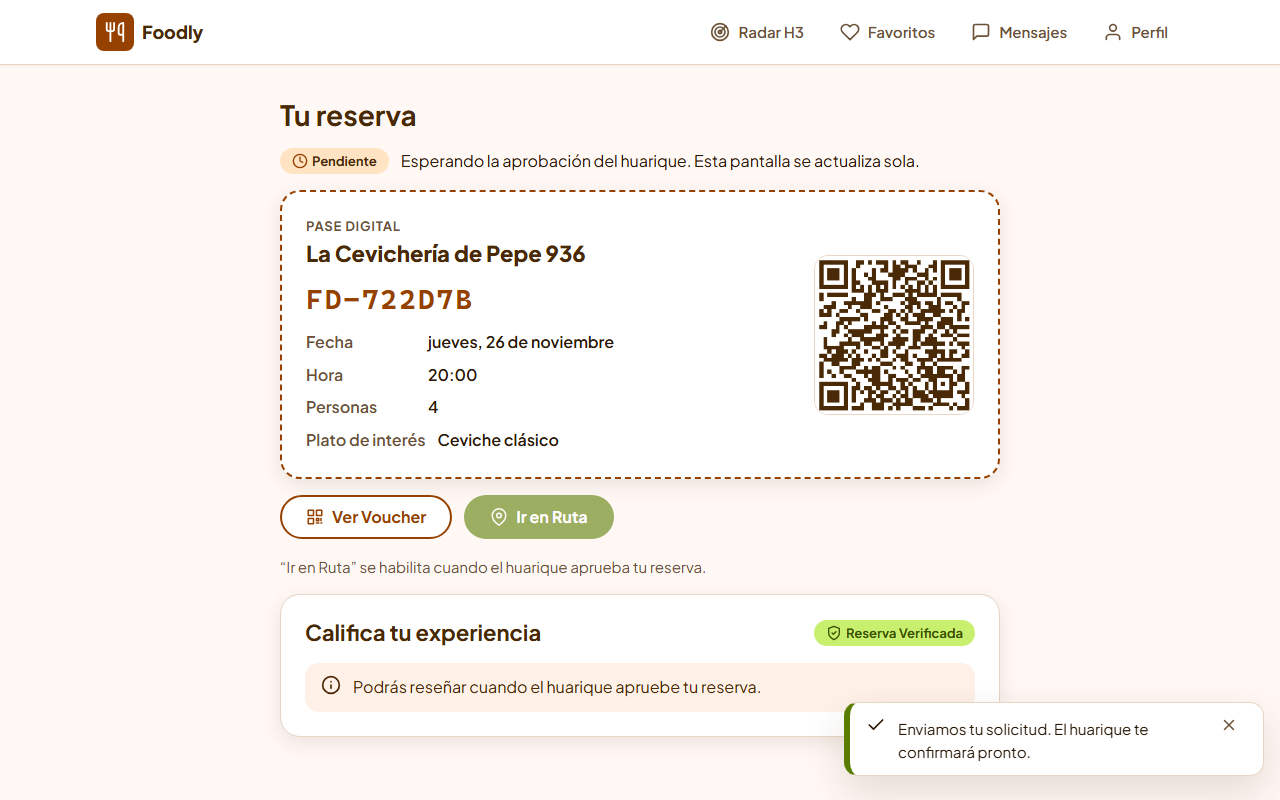 Foodly
Radar H3
Favoritos
Mensajes
Perfil
Tu reserva
Pendiente
Esperando la aprobación del huarique. Esta pantalla se actualiza sola.
PASE DIGITAL
La Cevichería de Pepe 936
FD-722D7B
Fecha jueves, 26 de noviembre
Hora 20:00
Personas 4
Plato de interés Ceviche clásico
Ver Voucher
Ir en Ruta
“Ir en Ruta” se habilita cuando el huarique aprueba tu reserva.
Califica tu experiencia
Reserva Verificada
Podrás reseñar cuando el huarique apruebe tu reserva.
Enviamos tu solicitud. El huarique te
confirmará pronto.